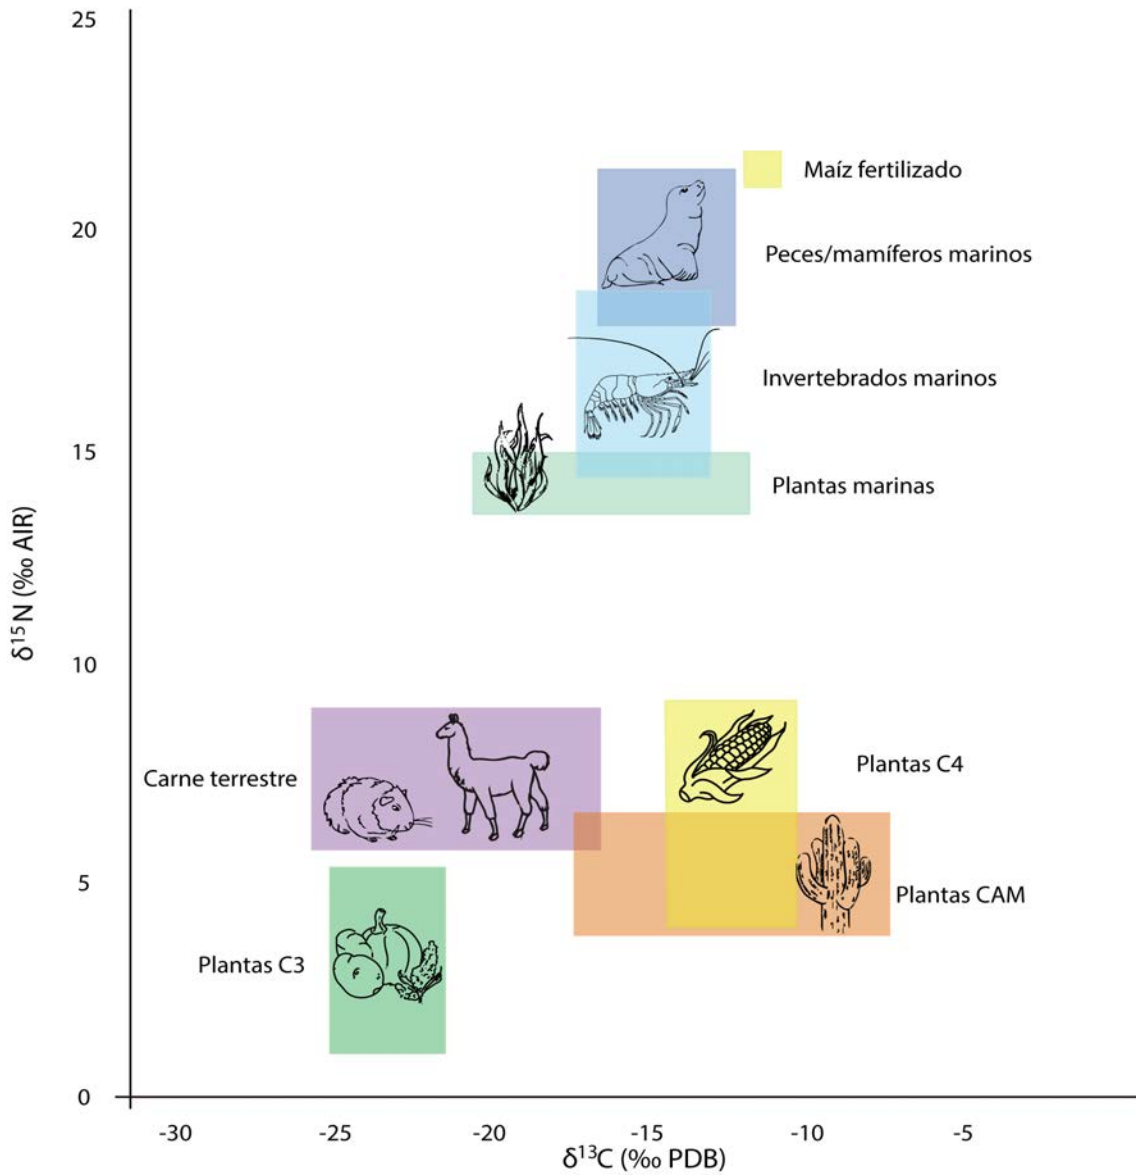 25
Maíz fertilizado
20
Peces/mamíferos marinos
Invertebrados marinos
15
Plantas marinas
δ¹⁵N (‰ AIR)
10
Plantas C4
Carne terrestre
5
Plantas CAM
Plantas C3
0
-30 -25 -20 -15 -10 -5
δ¹³C (‰ PDB)